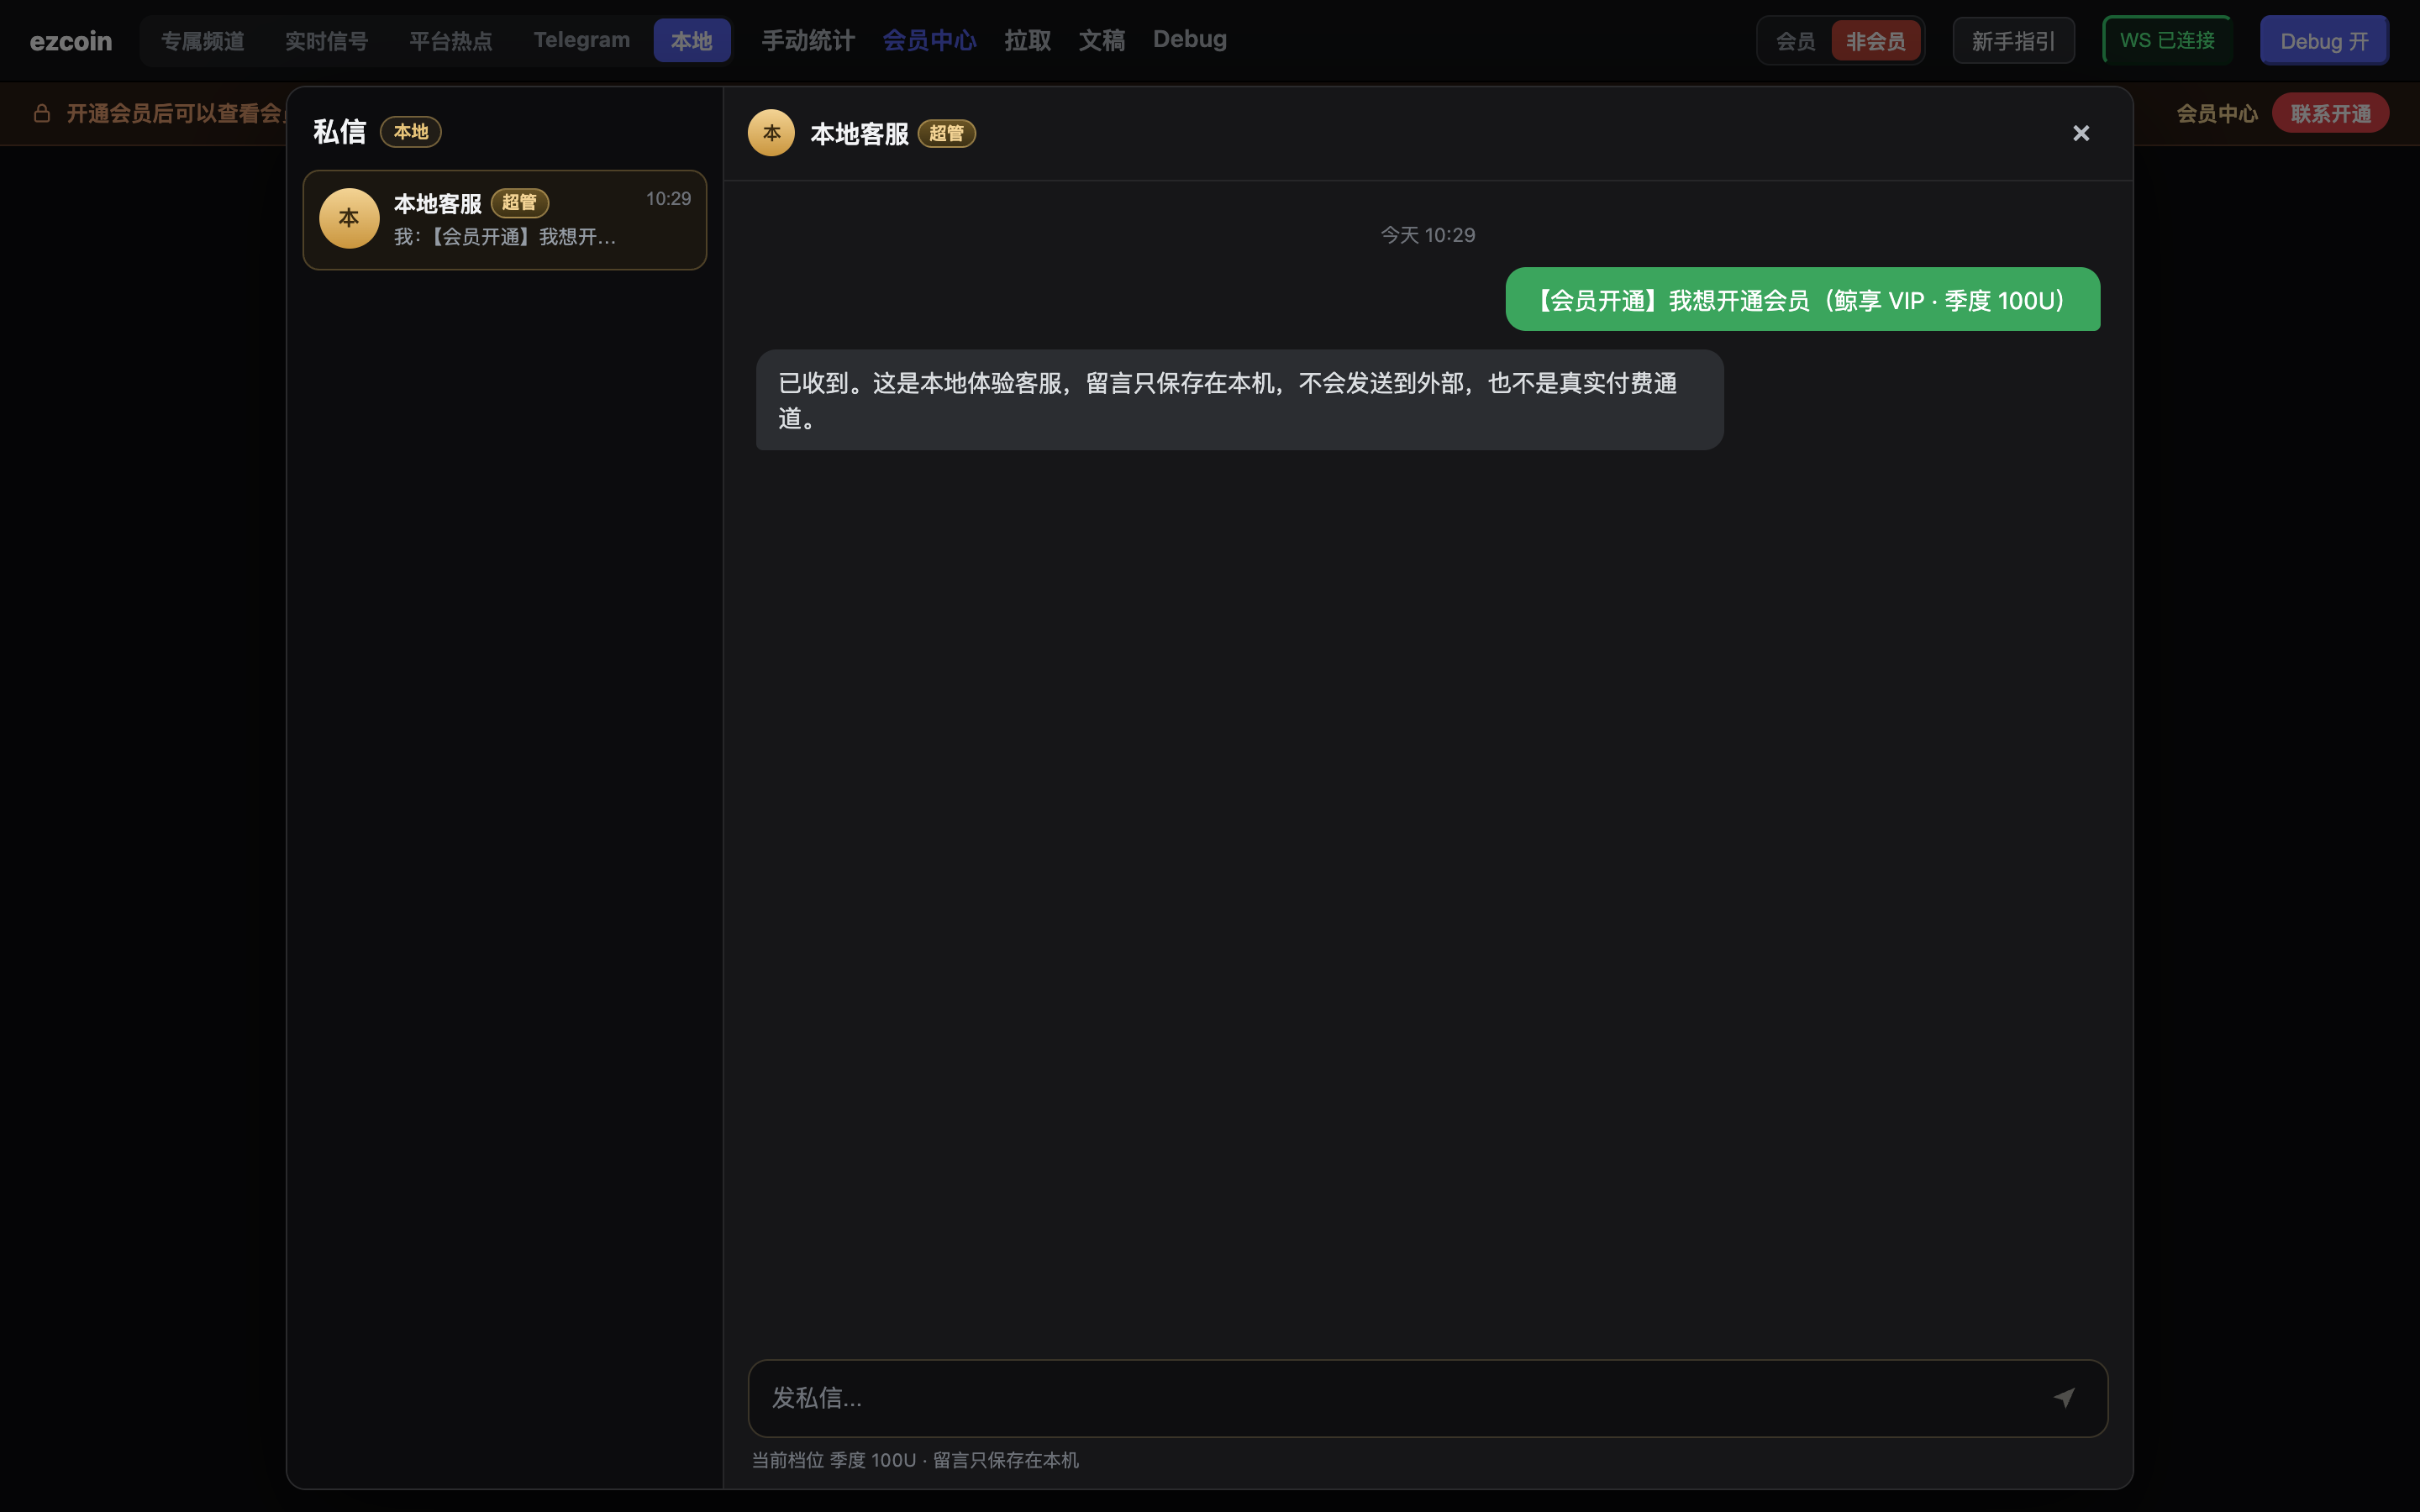 ezcoin 专属频道 实时信号 平台热点 Telegram 本地 手动统计 会员中心 拉取 文稿 Debug 会员 非会员 新手指引 WS 已连接 Debug 开
开通会员后可以查看会 会员中心 联系开通
私信 本地
本地客服 超管 10:29
我：【会员开通】我想开...
本 本地客服 超管 ×
今天 10:29
【会员开通】我想开通会员（鲸享 VIP · 季度 100U）
已收到。这是本地体验客服，留言只保存在本机，不会发送到外部，也不是真实付费通
道。
发私信...
当前档位 季度 100U · 留言只保存在本机